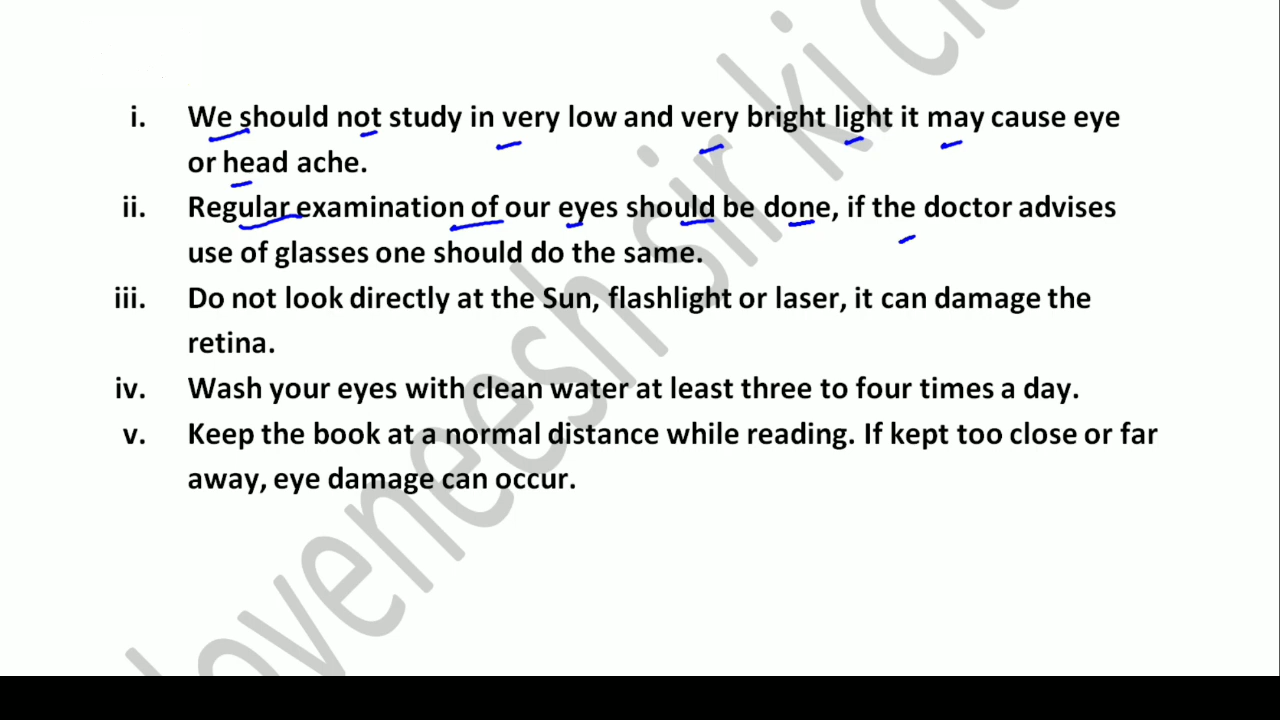 i. We should not study in very low and very bright light it may cause eye
or head ache.
ii. Regular examination of our eyes should be done, if the doctor advises
use of glasses one should do the same.
iii. Do not look directly at the Sun, flashlight or laser, it can damage the
retina.
iv. Wash your eyes with clean water at least three to four times a day.
v. Keep the book at a normal distance while reading. If kept too close or far
away, eye damage can occur.
loveneesh sir ki